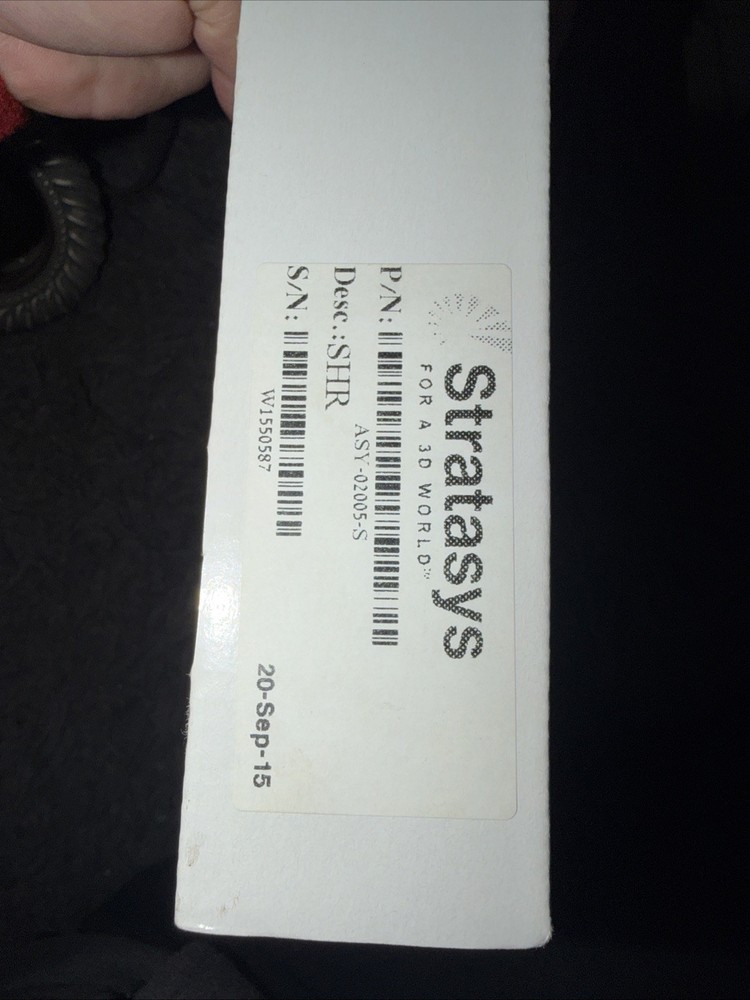 Stratasys
FOR A 3D WORLD™
P/N:
ASY-02005-S
Desc.:SHR
S/N:
W1550587
20-Sep-15